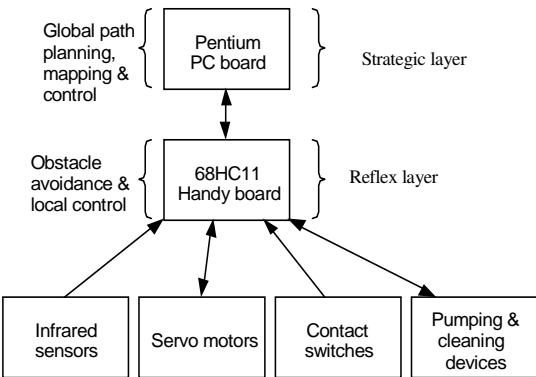 Global path
planning,
mapping &
control
Pentium
PC board
Strategic layer
Obstacle
avoidance &
local control
68HC11
Handy board
Reflex layer
Infrared
sensors
Servo motors
Contact
switches
Pumping &
cleaning
devices